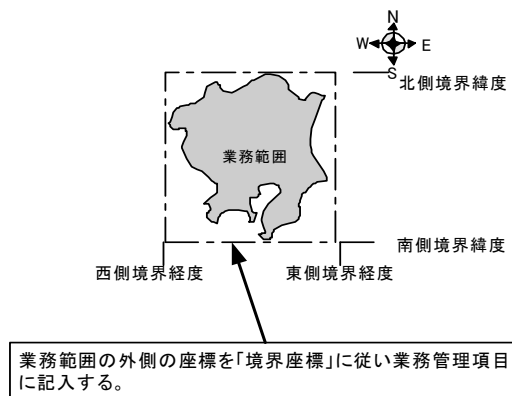 N
W E
S
北側境界緯度
業務範囲
南側境界緯度
西側境界経度 東側境界経度
業務範囲の外側の座標を「境界座標」に従い業務管理項目
に記入する。